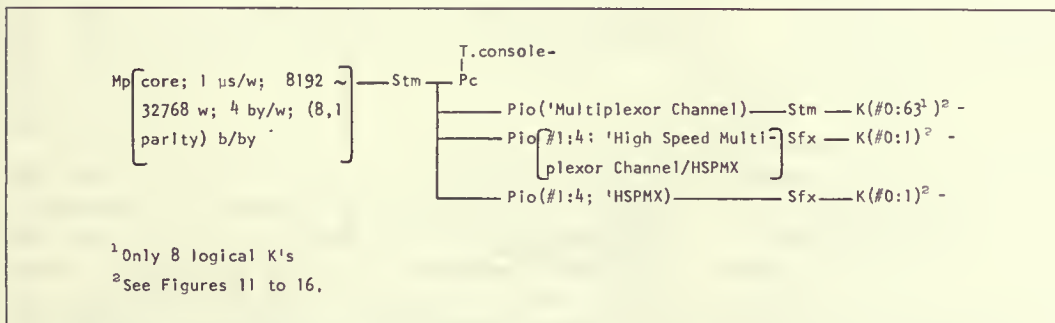 T.console-
Mp[core; 1 μs/w; 8192 ~ — Stm — Pc
32768 w; 4 by/w; (8,1 — Pio('Multiplexor Channel) — Stm — K(#0:63¹)² -
parity) b/by] — Pio[#1:4; 'High Speed Multi-] Sfx — K(#0:1)² -
plexor Channel/HSPMX
Pio(#1:4; 'HSPMX) — Sfx — K(#0:1)² -
¹Only 8 logical K's
²See Figures 11 to 16.